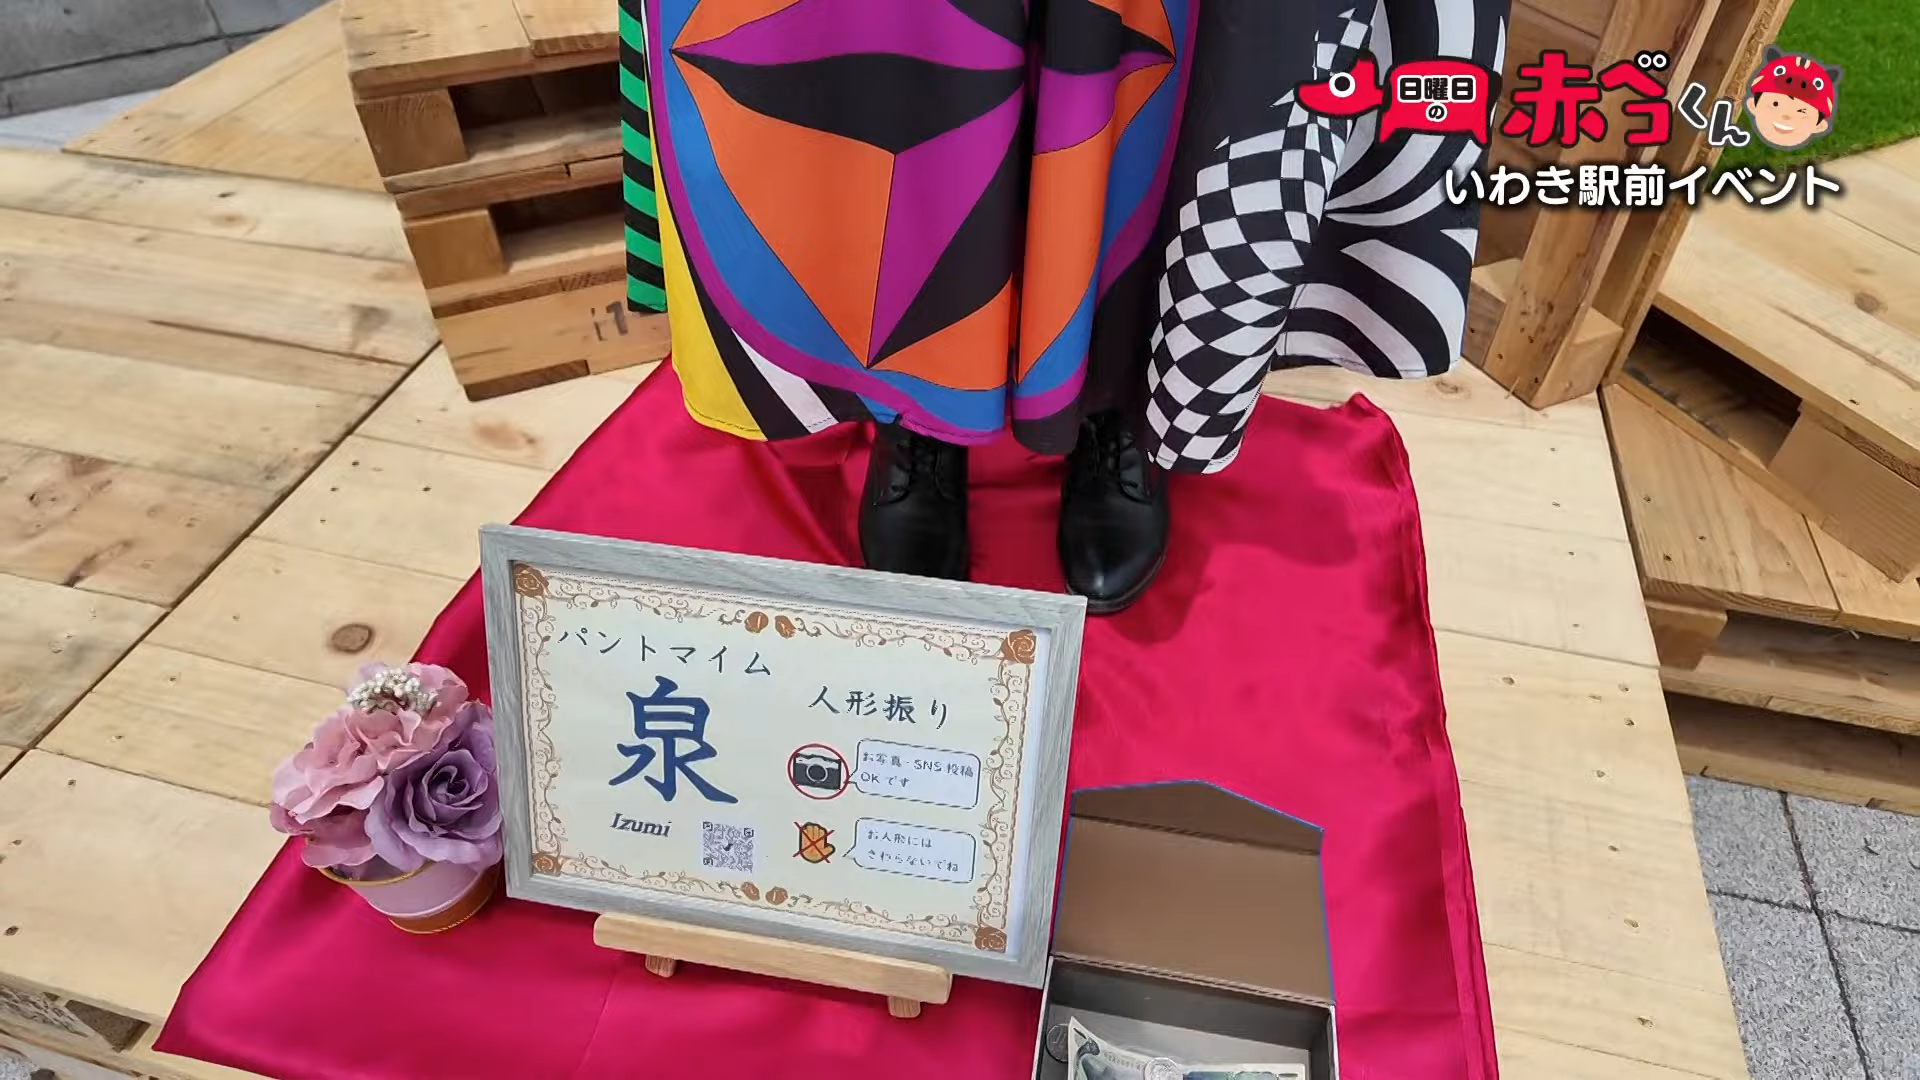 日曜日の
赤べゴくん
いわき駅前イベント
パントマイム
泉
Izumi
人形振り
お写真・SNS投稿
OKです
お人形には
さわらないでね